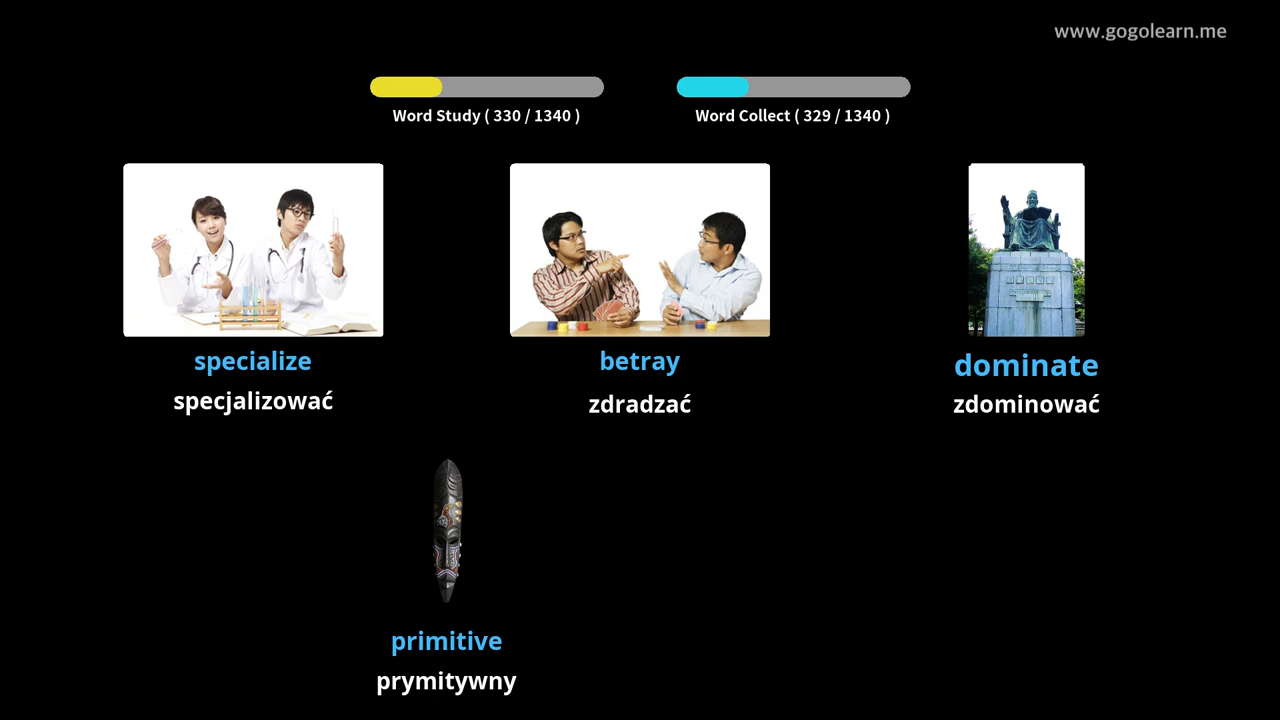 www.gogolearn.me
Word Study ( 330 / 1340 )
Word Collect ( 329 / 1340 )
specialize
specjalizować
betray
zdradzać
dominate
zdominować
primitive
prymitywny